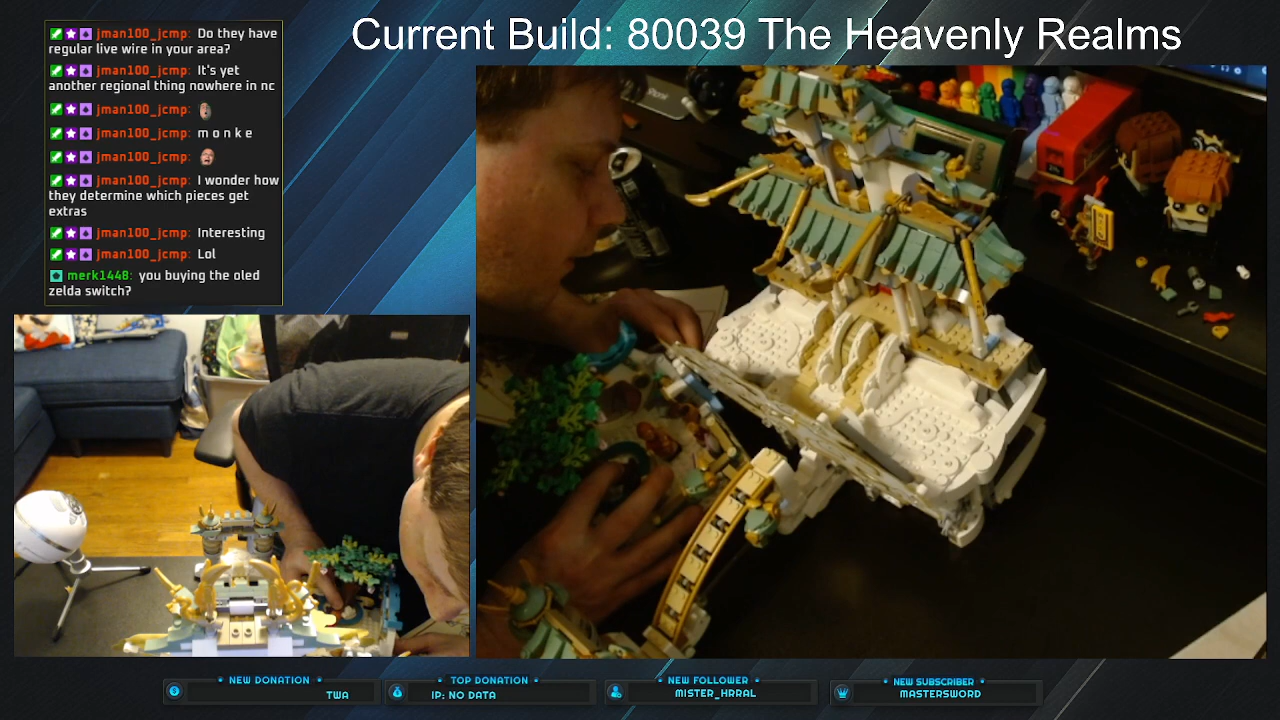 Current Build: 80039 The Heavenly Realms
jman100_jcmp: Do they have
regular live wire in your area?
jman100_jcmp: It's yet
another regional thing nowhere in nc
jman100_jcmp:
jman100_jcmp: m o n k e
jman100_jcmp:
jman100_jcmp: I wonder how
they determine which pieces get
extras
jman100_jcmp: Interesting
jman100_jcmp: Lol
merk1448: you buying the oled
zelda switch?
NEW DONATION
TWA
TOP DONATION
IP: NO DATA
NEW FOLLOWER
MISTER_HRRAL
NEW SUBSCRIBER
MASTERSWORD